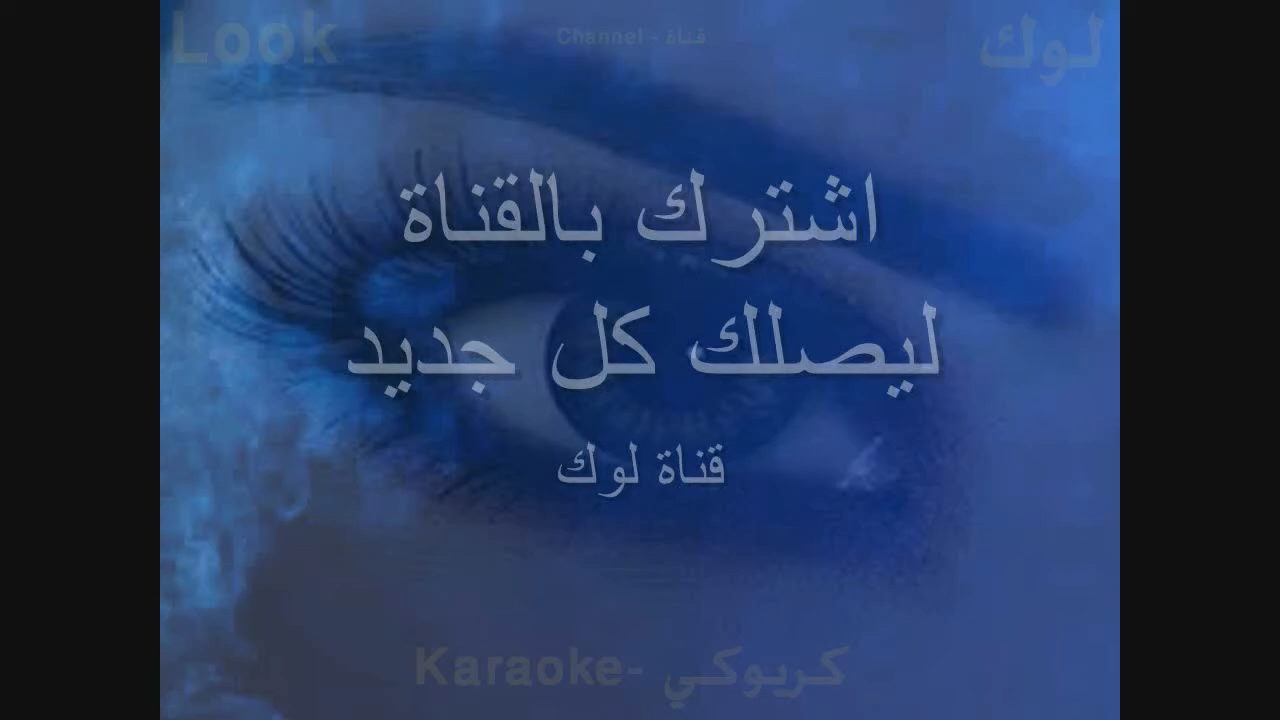 Look
Channel - قناة
لوك
اشترك بالقناة
ليصلك كل جديد
قناة لوك
Karaoke- كريوكي